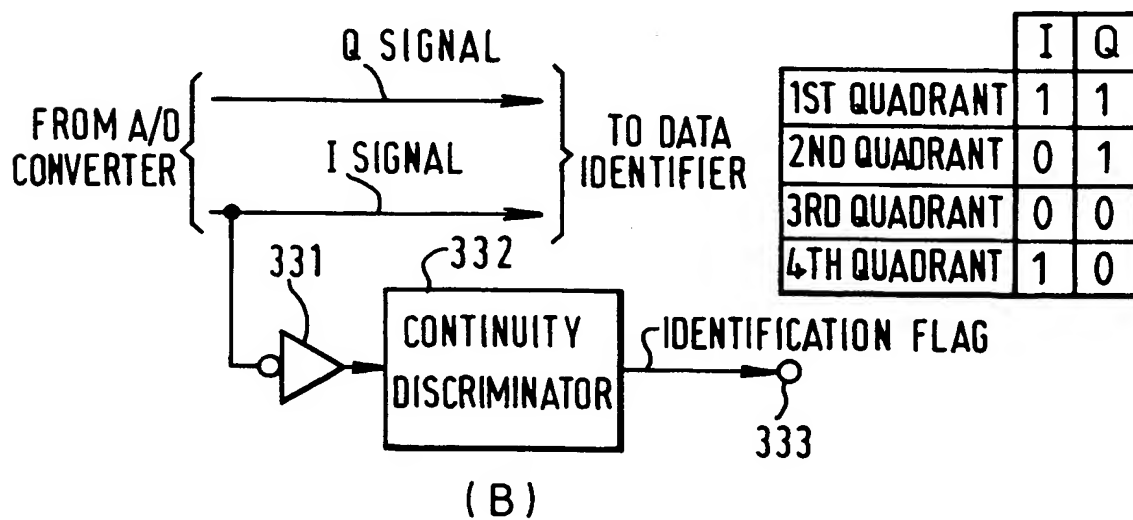 Q SIGNAL
FROM A/D
CONVERTER
I SIGNAL
TO DATA
IDENTIFIER
331
332
CONTINUITY
DISCRIMINATOR
IDENTIFICATION FLAG
333
(B)
I Q
1ST QUADRANT 1 1
2ND QUADRANT 0 1
3RD QUADRANT 0 0
4TH QUADRANT 1 0